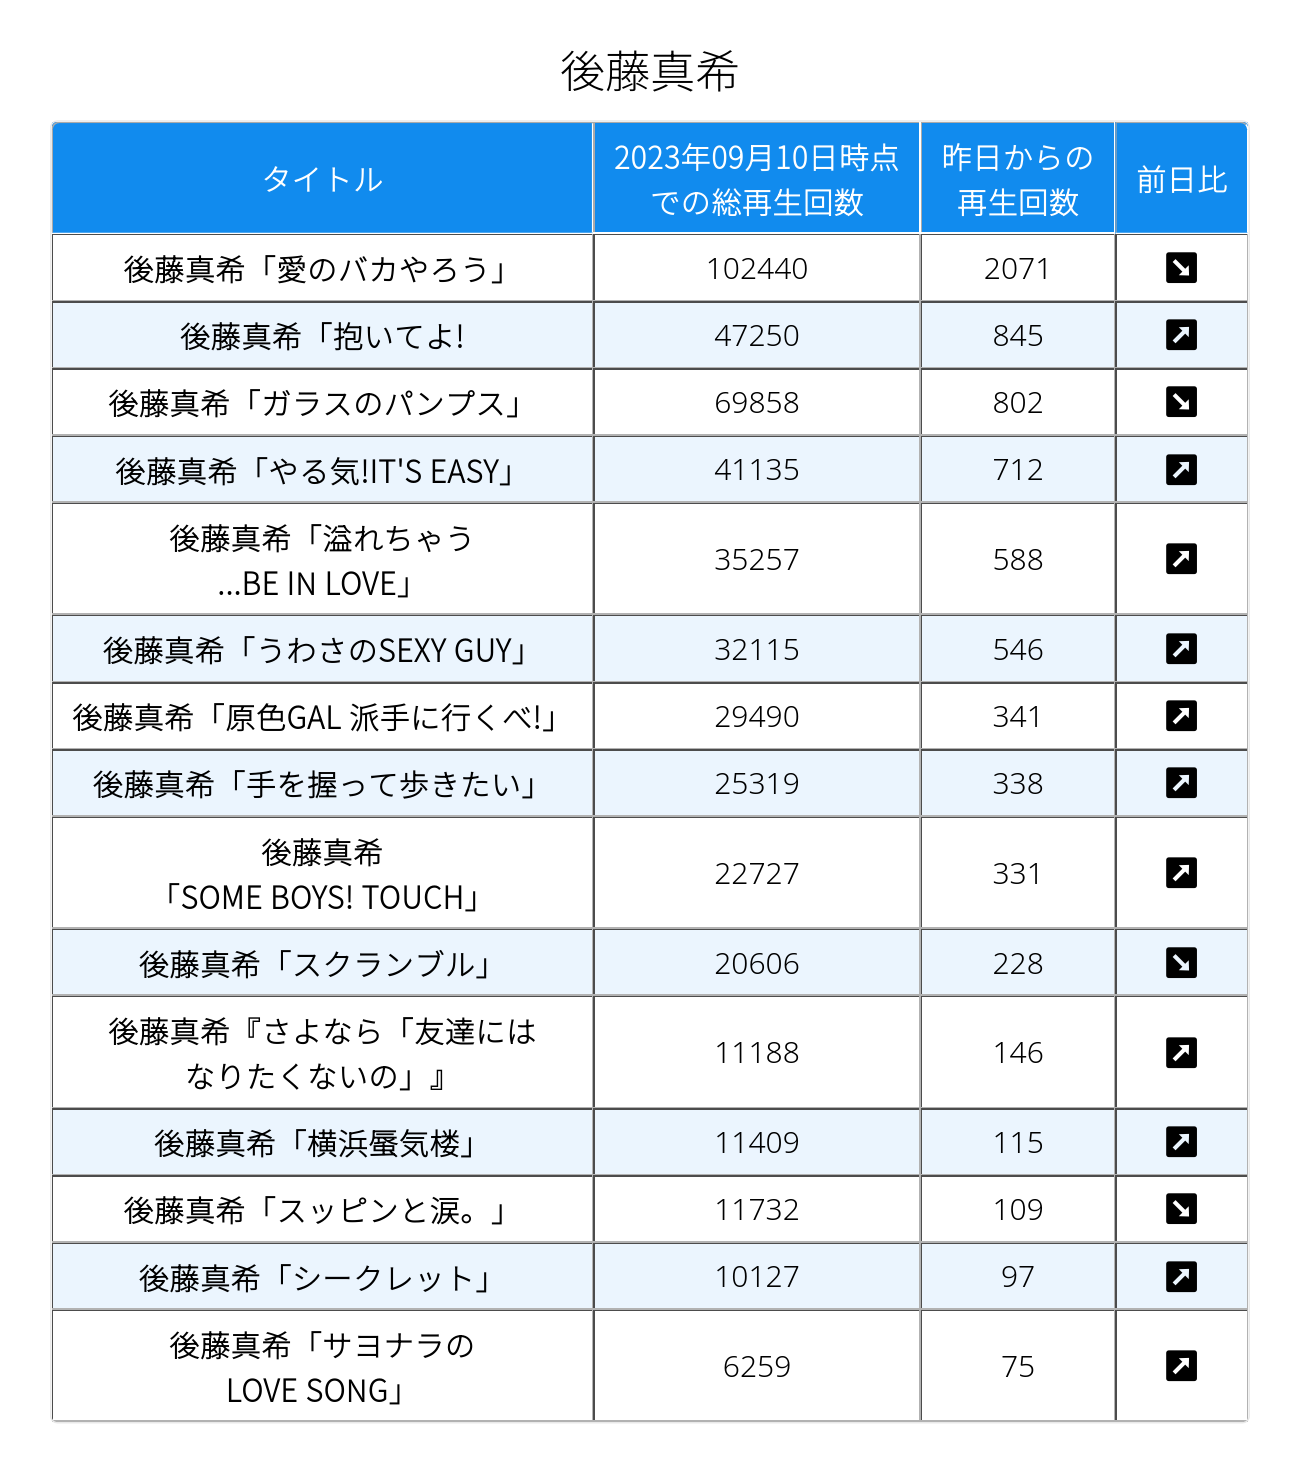 後藤真希
タイトル
2023年09月10日時点
での総再生回数
昨日からの
再生回数
前日比
後藤真希「愛のバカやろう」 102440 2071
後藤真希「抱いてよ! 47250 845
後藤真希「ガラスのパンプス」 69858 802
後藤真希「やる気!IT'S EASY」 41135 712
後藤真希「溢れちゃう
...BE IN LOVE」 35257 588
後藤真希「うわさのSEXY GUY」 32115 546
後藤真希「原色GAL 派手に行くべ!」 29490 341
後藤真希「手を握って歩きたい」 25319 338
後藤真希
「SOME BOYS! TOUCH」 22727 331
後藤真希「スクランブル」 20606 228
後藤真希『さよなら「友達には
なりたくないの」』 11188 146
後藤真希「横浜蜃気楼」 11409 115
後藤真希「スッピンと涙。」 11732 109
後藤真希「シークレット」 10127 97
後藤真希「サヨナラの
LOVE SONG」 6259 75